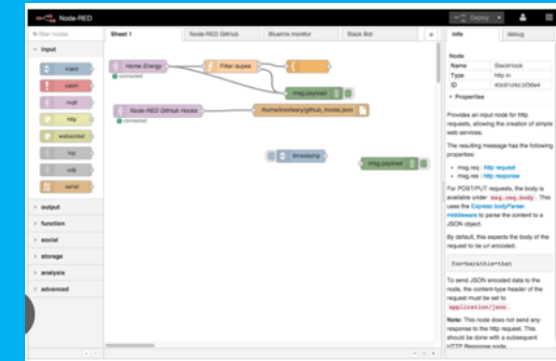 Node-RED
Deploy
filter nodes
input
inject
catch
mqtt
http
websocket
tcp
udp
serial
output
function
social
storage
analysis
advanced
Sheet 1
Node-RED GitHub
Bluemix monitor
Slack Bot
+
Home Energy
connected
Filter dupes
msg.payload
Node-RED GitHub Hooks
connected
/home/knolleary/github_hooks.json
timestamp
msg.payload
info
debug
Node
Name
Type
http in
ID
Properties
Provides an input node for http
requests, allowing the creation of simple
web services.
The resulting message has the following
properties:
msg.req : http request
msg.res : http response
For POST/PUT requests, the body is
available under msg.req.body. This
uses the Express bodyParser
middleware to parse the content to a
JSON object.
By default, this expects the body of the
request to be url encoded:
foo=bar&this=that
To send JSON encoded data to the
node, the content-type header of the
request must be set to
application/json.
Note: This node does not send any
response to the http request. This
should be done with a subsequent
HTTP Response node.